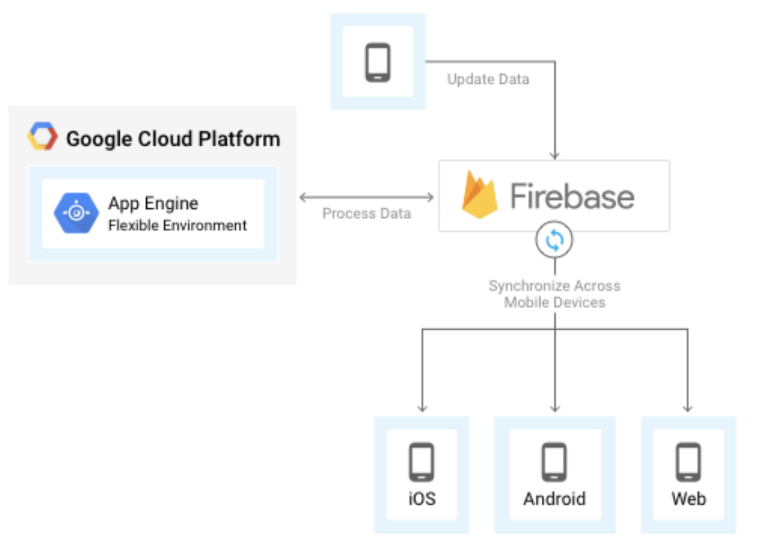 Update Data
Google Cloud Platform
App Engine
Flexible Environment
Process Data
Firebase
Synchronize Across
Mobile Devices
iOS
Android
Web